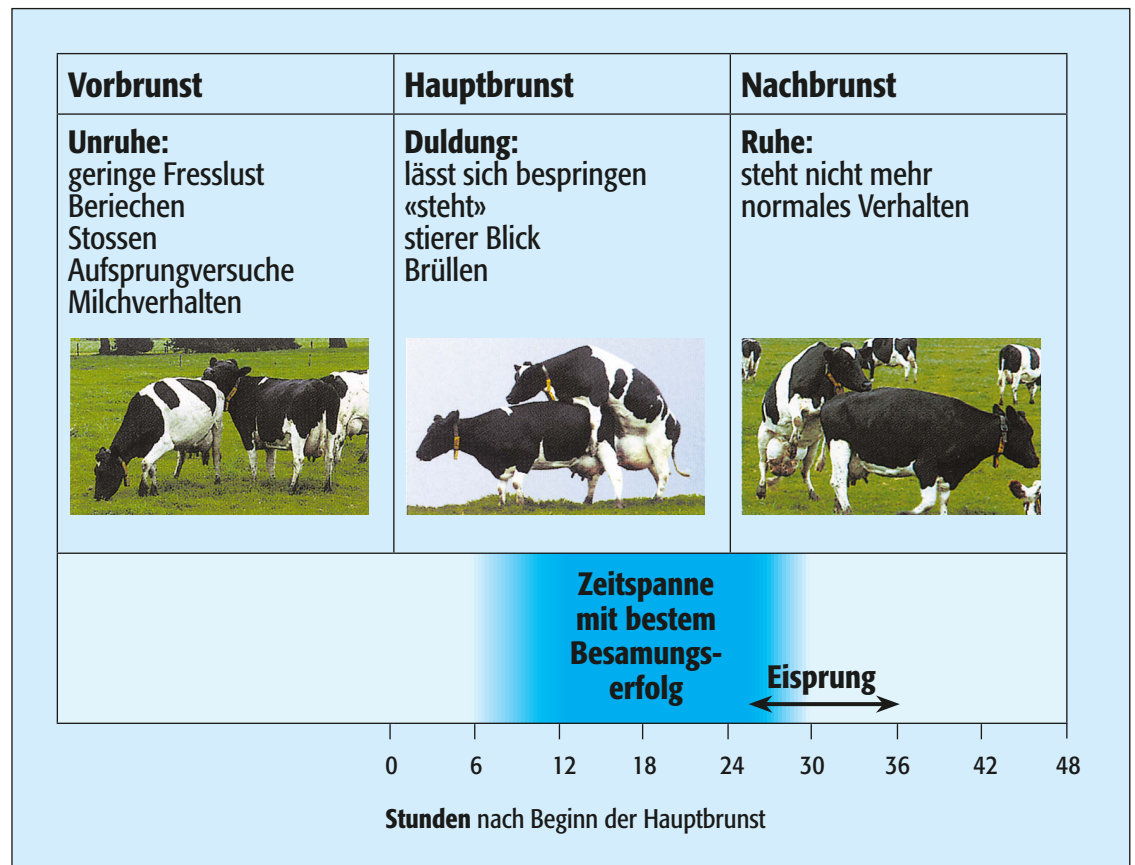 Vorbrunst
Unruhe:
geringe Fresslust
Beriechen
Stossen
Aufsprungversuche
Milchverhalten
Hauptbrunst
Duldung:
lässt sich bespringen
«steht»
stierer Blick
Brüllen
Nachbrunst
Ruhe:
steht nicht mehr
normales Verhalten
Zeitspanne
mit bestem
Besamungs-
erfolg
Eisprung
0 6 12 18 24 30 36 42 48
Stunden nach Beginn der Hauptbrunst